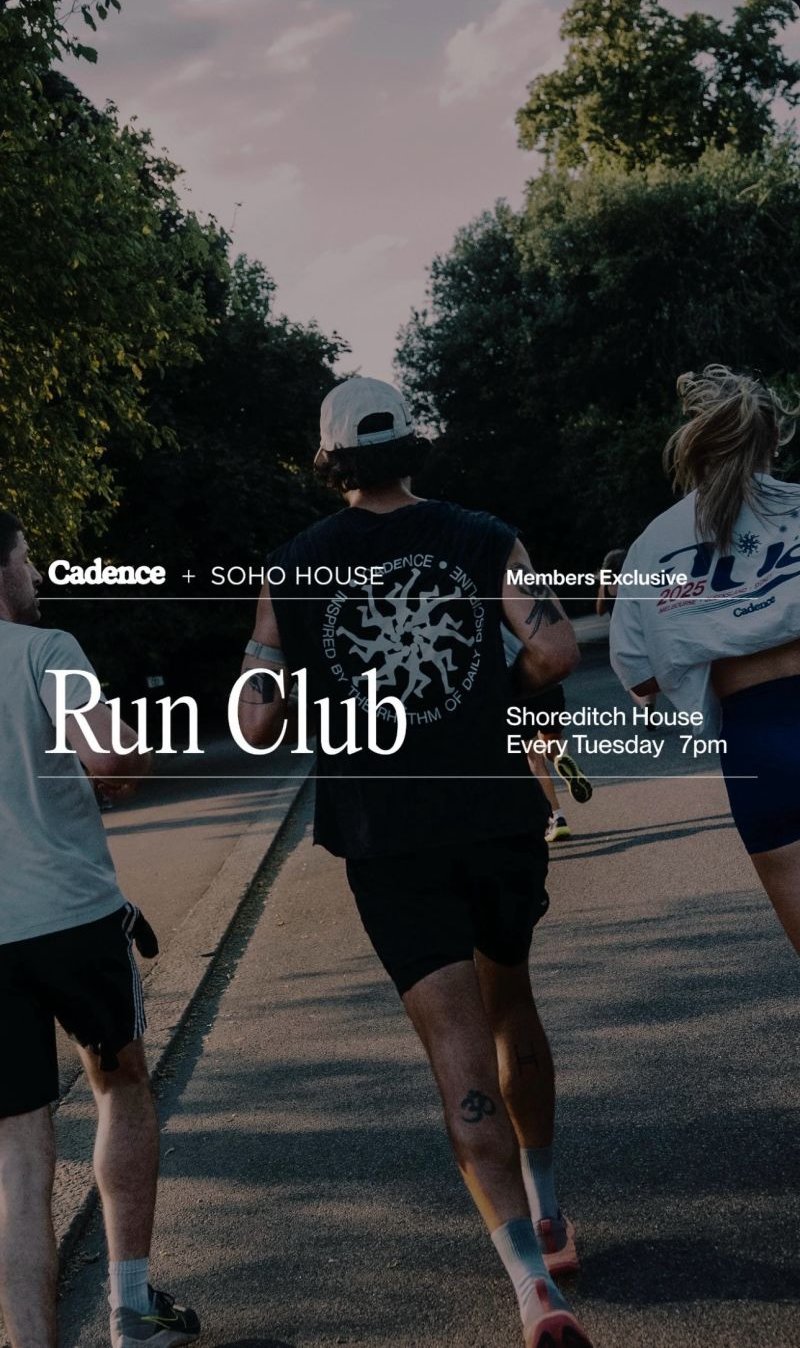 Cadence + SOHO HOUSE
Members Exclusive
Run Club
Shoreditch House
Every Tuesday 7pm
CADENCE • INSPIRED BY THE RHYTHM OF DAILY DISCIPLINE •
AUS
2025
Cadence